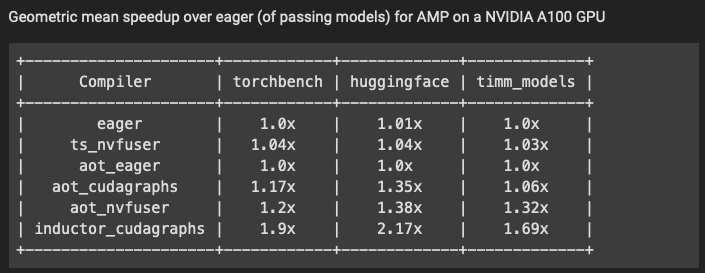 Geometric mean speedup over eager (of passing models) for AMP on a NVIDIA A100 GPU
+--------------------+------------+-------------+-------------+
| Compiler | torchbench | huggingface | timm_models |
+--------------------+------------+-------------+-------------+
| eager | 1.0x | 1.01x | 1.0x |
| ts_nvfuser | 1.04x | 1.04x | 1.03x |
| aot_eager | 1.0x | 1.0x | 1.0x |
| aot_cudagraphs | 1.17x | 1.35x | 1.06x |
| aot_nvfuser | 1.2x | 1.38x | 1.32x |
| inductor_cudagraphs | 1.9x | 2.17x | 1.69x |
+--------------------+------------+-------------+-------------+